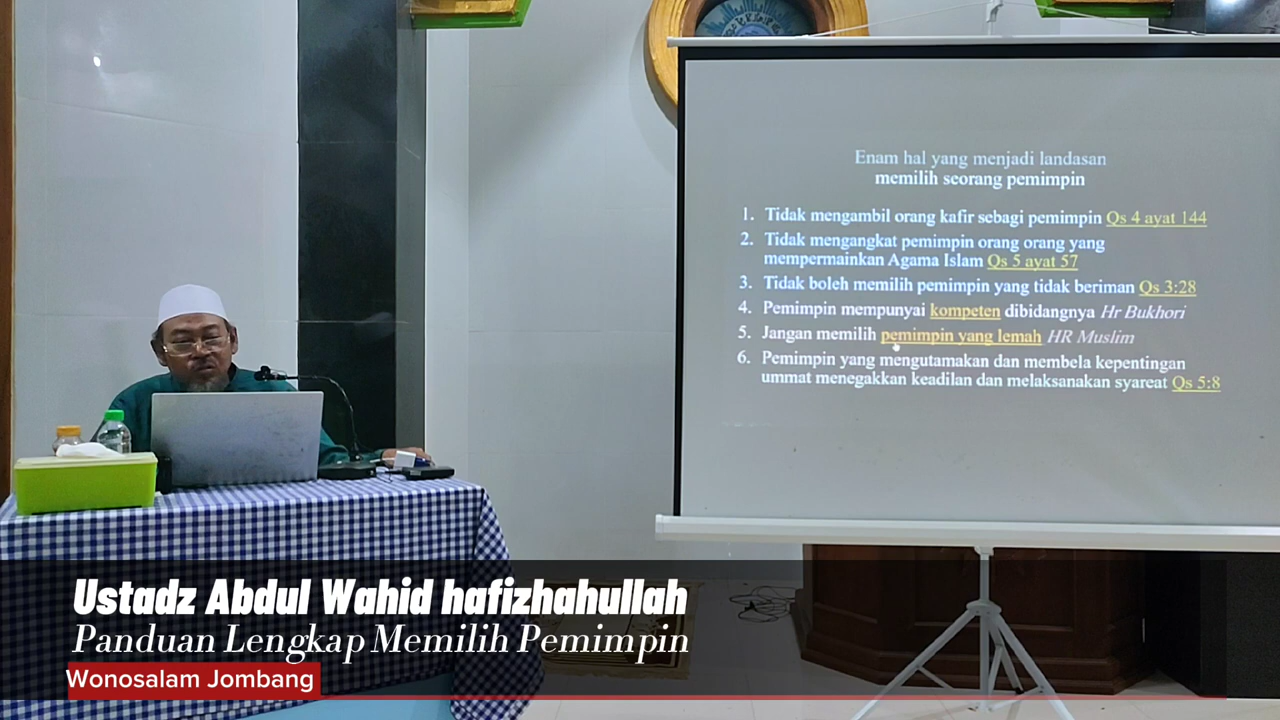 Enam hal yang menjadi landasan
memilih seorang pemimpin
1. Tidak mengambil orang kafir sebagi pemimpin Qs 4 ayat 144
2. Tidak mengangkat pemimpin orang orang yang
mempermainkan Agama Islam Qs 5 ayat 57
3. Tidak boleh memilih pemimpin yang tidak beriman Qs 3:28
4. Pemimpin mempunyai kompeten dibidangnya Hr Bukhori
5. Jangan memilih pemimpin yang lemah HR Muslim
6. Pemimpin yang mengutamakan dan membela kepentingan
ummat menegakkan keadilan dan melaksanakan syareat Qs 5:8
Ustadz Abdul Wahid hafizhahullah
Panduan Lengkap Memilih Pemimpin
Wonosalam Jombang